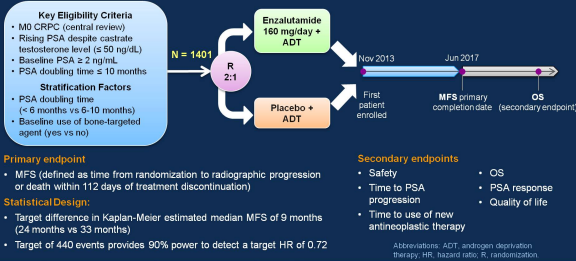 Key Eligibility Criteria
• M0 CRPC (central review)
• Rising PSA despite castrate
testosterone level (≤ 50 ng/dL)
• Baseline PSA ≥ 2 ng/mL
• PSA doubling time ≤ 10 months
Stratification Factors
• PSA doubling time
(< 6 months vs 6-10 months)
• Baseline use of bone-targeted
agent (yes vs no)
N = 1401
R
2:1
Enzalutamide
160 mg/day +
ADT
Placebo +
ADT
Nov 2013
Jun 2017
First
patient
enrolled
MFS primary
completion date
OS
(secondary endpoint)
Primary endpoint
• MFS (defined as time from randomization to radiographic progression
or death within 112 days of treatment discontinuation)
Statistical Design:
• Target difference in Kaplan-Meier estimated median MFS of 9 months
(24 months vs 33 months)
• Target of 440 events provides 90% power to detect a target HR of 0.72
Secondary endpoints
• Safety
• Time to PSA
progression
• Time to use of new
antineoplastic therapy
• OS
• PSA response
• Quality of life
Abbreviations: ADT, androgen deprivation
therapy; HR, hazard ratio; R, randomization.